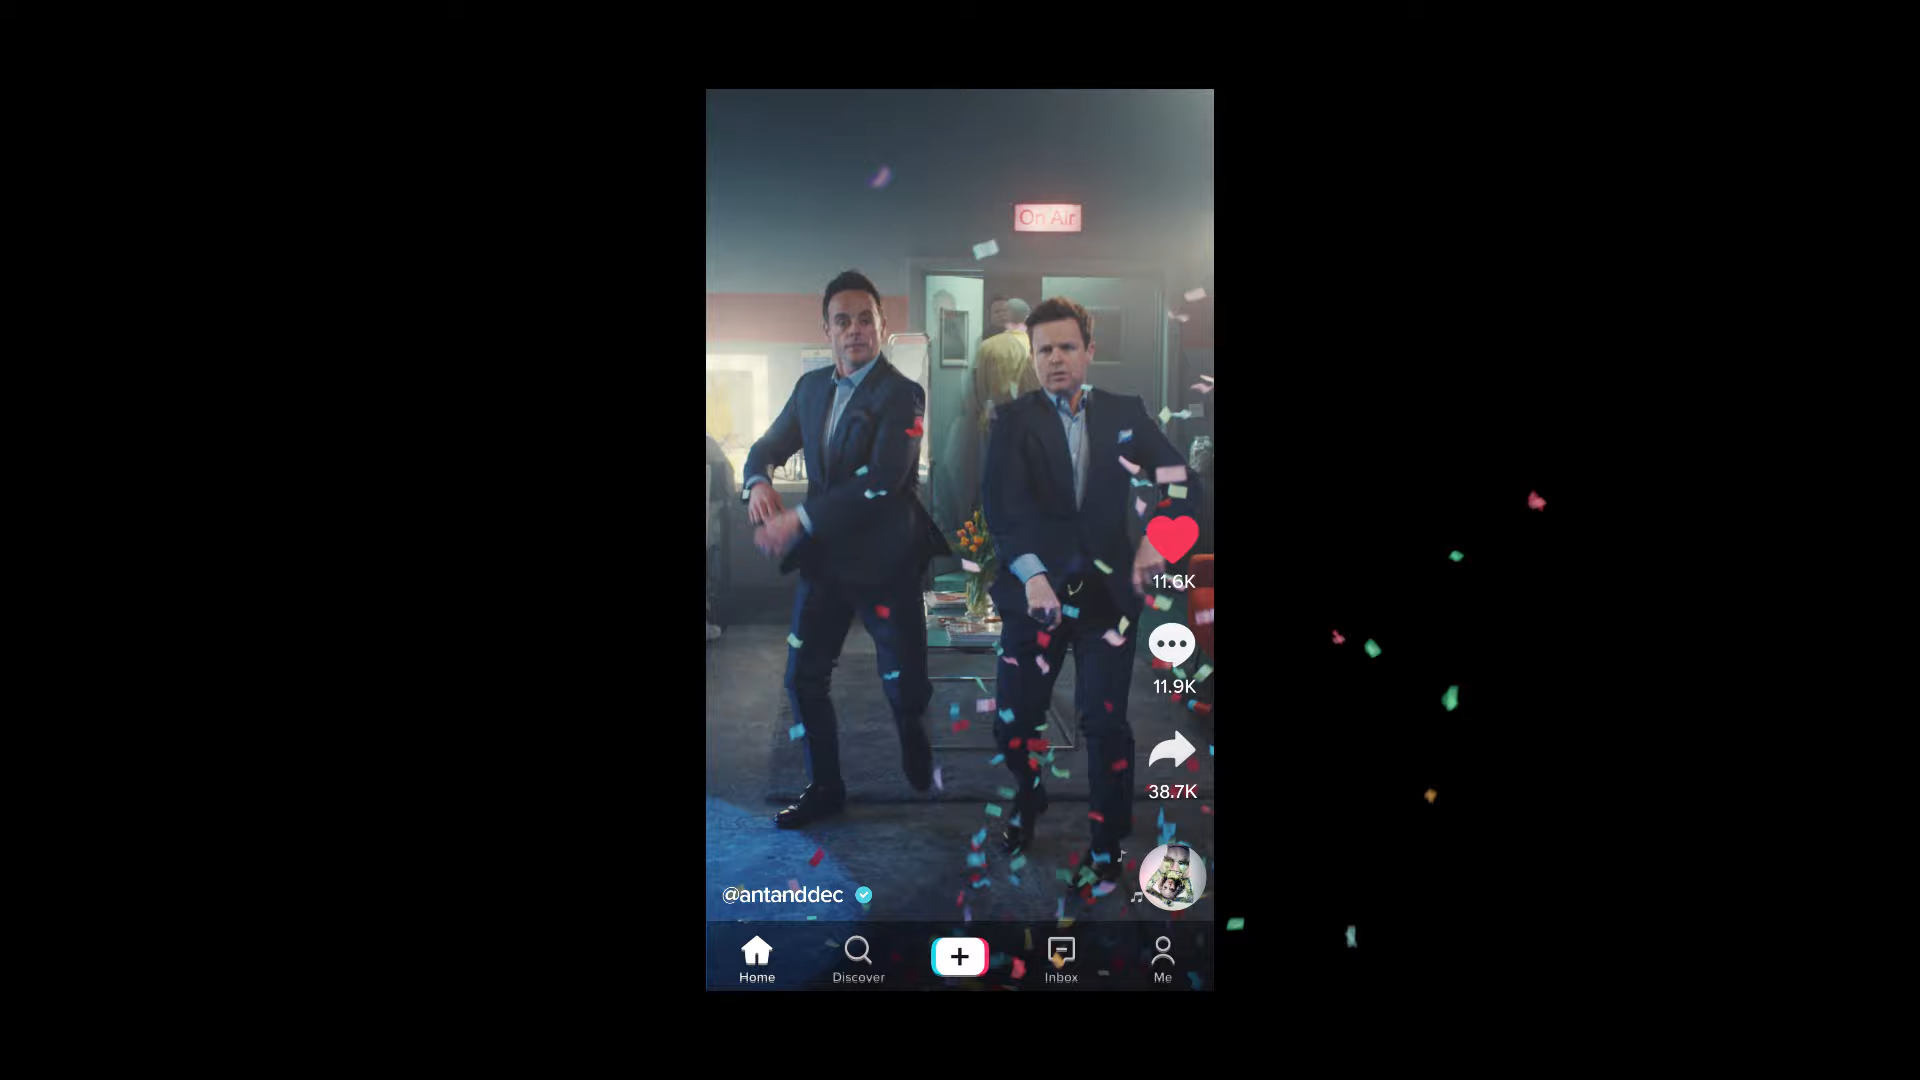 On Air
11.6K
11.9K
38.7K
@antanddec
Home
Discover
Inbox
Me